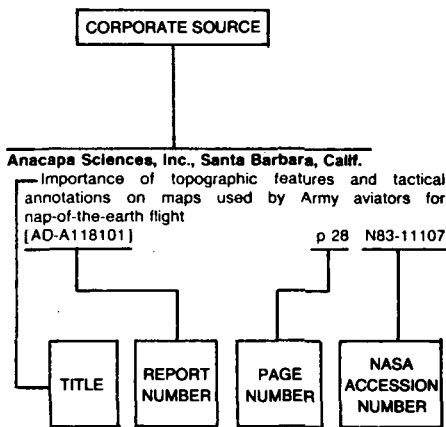 CORPORATE SOURCE
Anacapa Sciences, Inc., Santa Barbara, Calif.
Importance of topographic features and tactical
annotations on maps used by Army aviators for
nap-of-the-earth flight
[AD-A118101] p 28 N83-11107
TITLE
REPORT
NUMBER
PAGE
NUMBER
NASA
ACCESSION
NUMBER